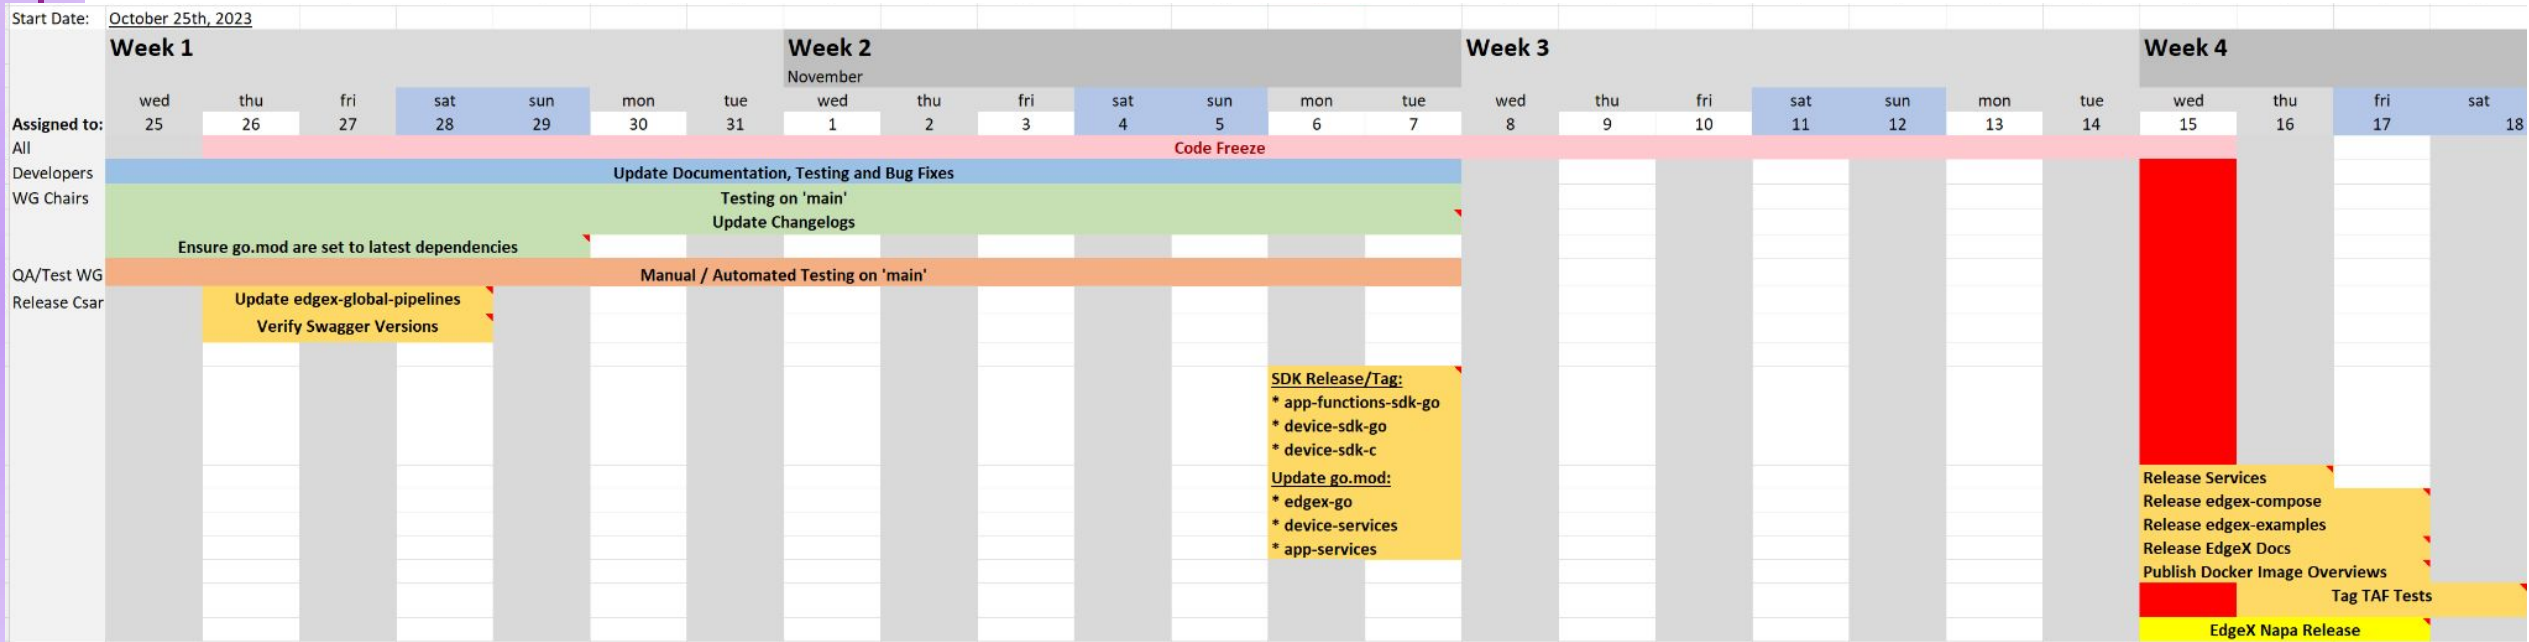 Start Date: October 25th, 2023
Week 1 Week 2 Week 3 Week 4
November
wed thu fri sat sun mon tue wed thu fri sat sun mon tue wed thu fri sat sun mon tue wed thu fri sat
Assigned to: 25 26 27 28 29 30 31 1 2 3 4 5 6 7 8 9 10 11 12 13 14 15 16 17 18
All Code Freeze
Developers Update Documentation, Testing and Bug Fixes
WG Chairs Testing on 'main'
Update Changelogs
Ensure go.mod are set to latest dependencies
QA/Test WG Manual / Automated Testing on 'main'
Release Csar Update edgex-global-pipelines
Verify Swagger Versions
SDK Release/Tag:
* app-functions-sdk-go
* device-sdk-go
* device-sdk-c
Update go.mod:
* edgex-go
* device-services
* app-services
Release Services
Release edgex-compose
Release edgex-examples
Release EdgeX Docs
Publish Docker Image Overviews
Tag TAF Tests
EdgeX Napa Release